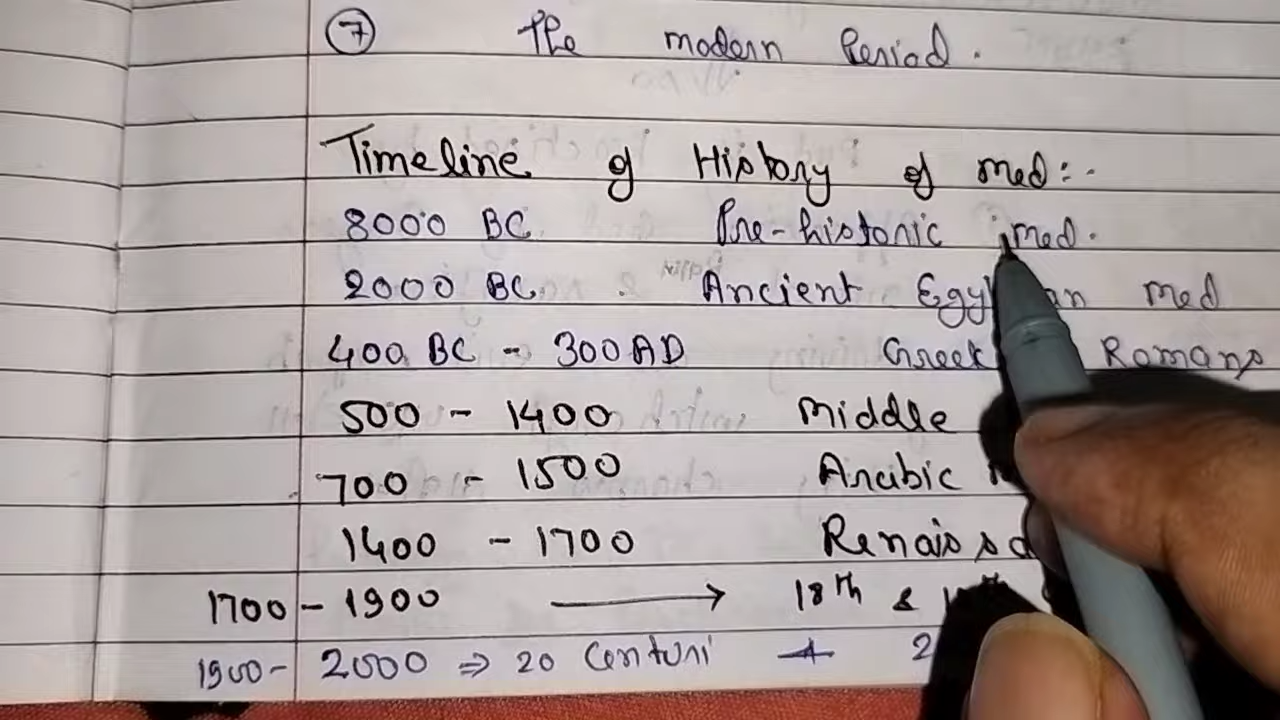 7 The modern Period.
Timeline of History of med:-
8000 BC Pre-historic med.
2000 BC Ancient med
400 BC - 300 AD Greek Romans
500 - 1400 middle
700 - 1500 Arabic
1400 - 1700
1700 - 1900 → 18th &
1900 - 2000 ⇒ 20 Centuri